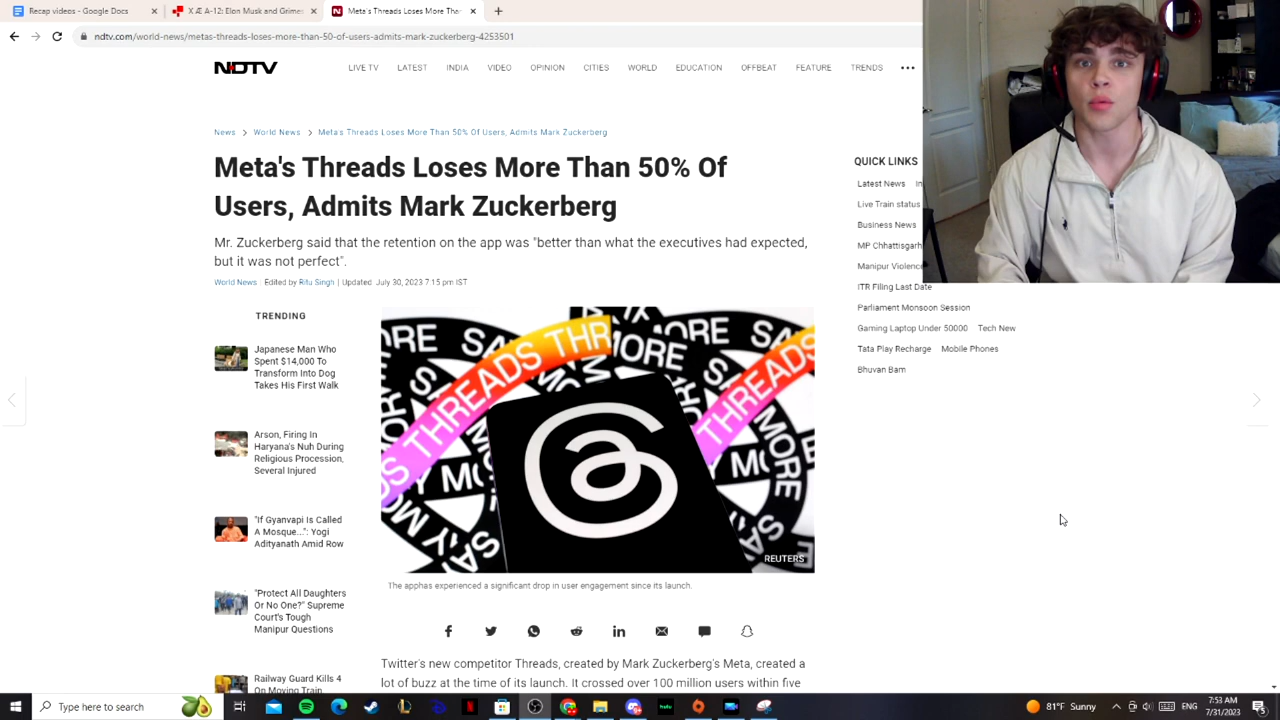 Recap videos - Google Docs
X Æ A-12: Elon Musk and Gr
Meta's Threads Loses More Than
ndtv.com/world-news/metas-threads-loses-more-than-50-of-users-admits-mark-zuckerberg-4253501
NDTV
LIVE TV LATEST INDIA VIDEO OPINION CITIES WORLD EDUCATION OFFBEAT FEATURE TRENDS
News > World News > Meta's Threads Loses More Than 50% Of Users, Admits Mark Zuckerberg
Meta's Threads Loses More Than 50% Of
Users, Admits Mark Zuckerberg
Mr. Zuckerberg said that the retention on the app was "better than what the executives had expected,
but it was not perfect".
World News | Edited by Ritu Singh | Updated: July 30, 2023 7:15 pm IST
TRENDING
Japanese Man Who
Spent $14,000 To
Transform Into Dog
Takes His First Walk
Arson, Firing In
Haryana's Nuh During
Religious Procession,
Several Injured
"If Gyanvapi Is Called
A Mosque...": Yogi
Adityanath Amid Row
"Protect All Daughters
Or No One?" Supreme
Court's Tough
Manipur Questions
Railway Guard Kills 4
On Moving Train
THREADS THR
THREADS
SAY MORE
REUTERS
The apphas experienced a significant drop in user engagement since its launch.
Twitter's new competitor Threads, created by Mark Zuckerberg's Meta, created a
lot of buzz at the time of its launch. It crossed over 100 million users within five
QUICK LINKS
Latest News In
Live Train status
Business News
MP Chhattisgarh
Manipur Violence
ITR Filing Last Date
Parliament Monsoon Session
Gaming Laptop Under 50000 Tech New
Tata Play Recharge Mobile Phones
Bhuvan Bam
Type here to search
hulu
81°F
7:53 AM
7/31/2023